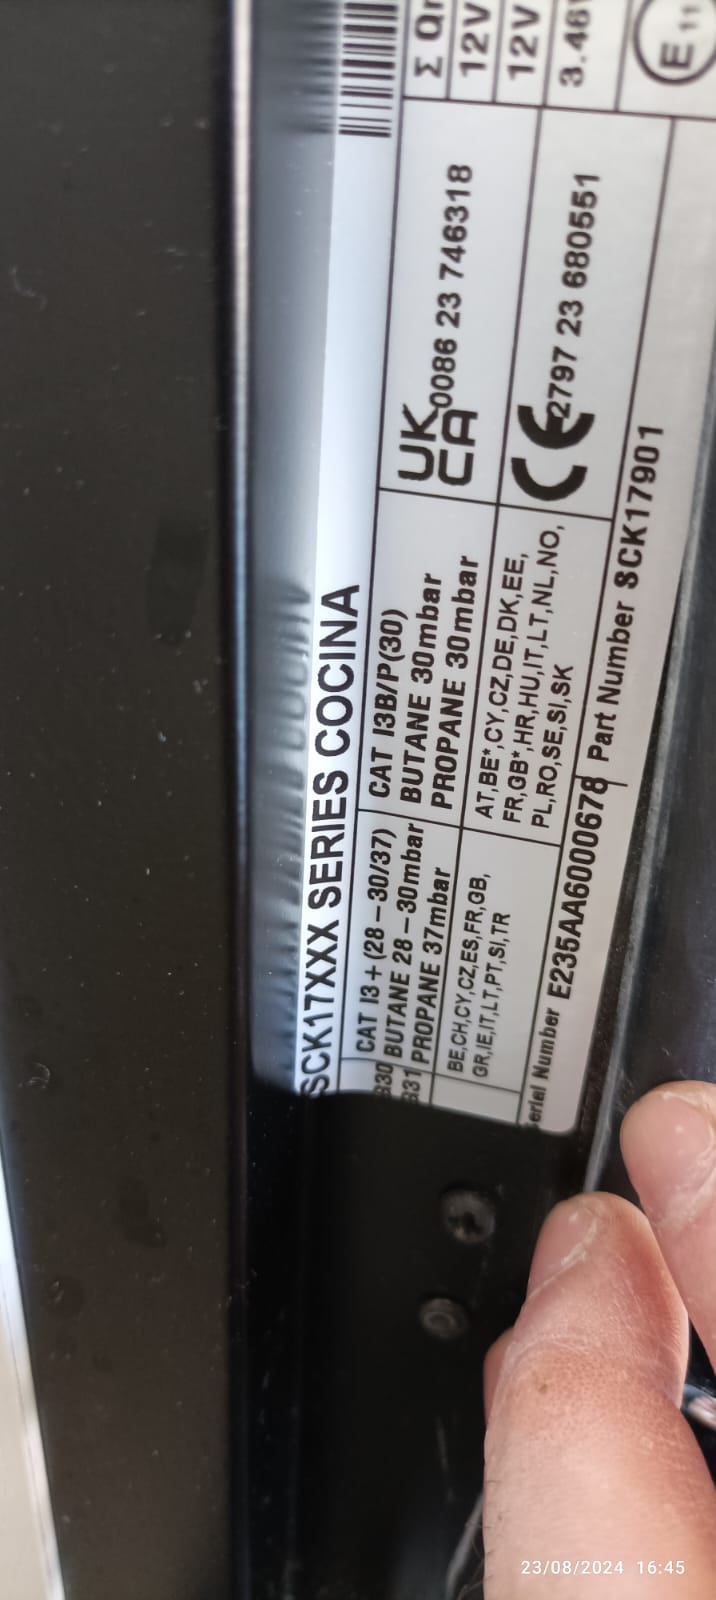 SCK17XXX SERIES COCINA
CAT I3+(28–30/37)
BUTANE 28–30mbar
PROPANE 37mbar
CAT I3B/P(30)
BUTANE 30mbar
PROPANE 30mbar
UK
CA
0086 23 746318
BE,CH,CY,CZ,ES,FR,GB,
GR,IE,IT,LT,PT,SI,TR
AT,BE*,CY,CZ,DE,DK,EE,
FR,GB*,HR,HU,IT,LT,NL,NO,
PL,RO,SE,SI,SK
CE
2797 23 680551
Σ
12V
12V
E 11
Serial Number E235AA6000678 Part Number SCK17901
23/08/2024 16:45